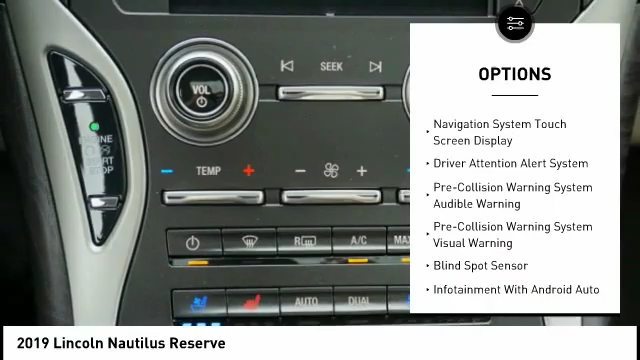 VOL
SEEK
ENGINE
START
STOP
− TEMP +
− +
R
A/C
MAX
AUTO
DUAL
OPTIONS
‣ Navigation System Touch
Screen Display
‣ Driver Attention Alert System
‣ Pre-Collision Warning System
Audible Warning
‣ Pre-Collision Warning System
Visual Warning
‣ Blind Spot Sensor
‣ Infotainment With Android Auto
2019 Lincoln Nautilus Reserve